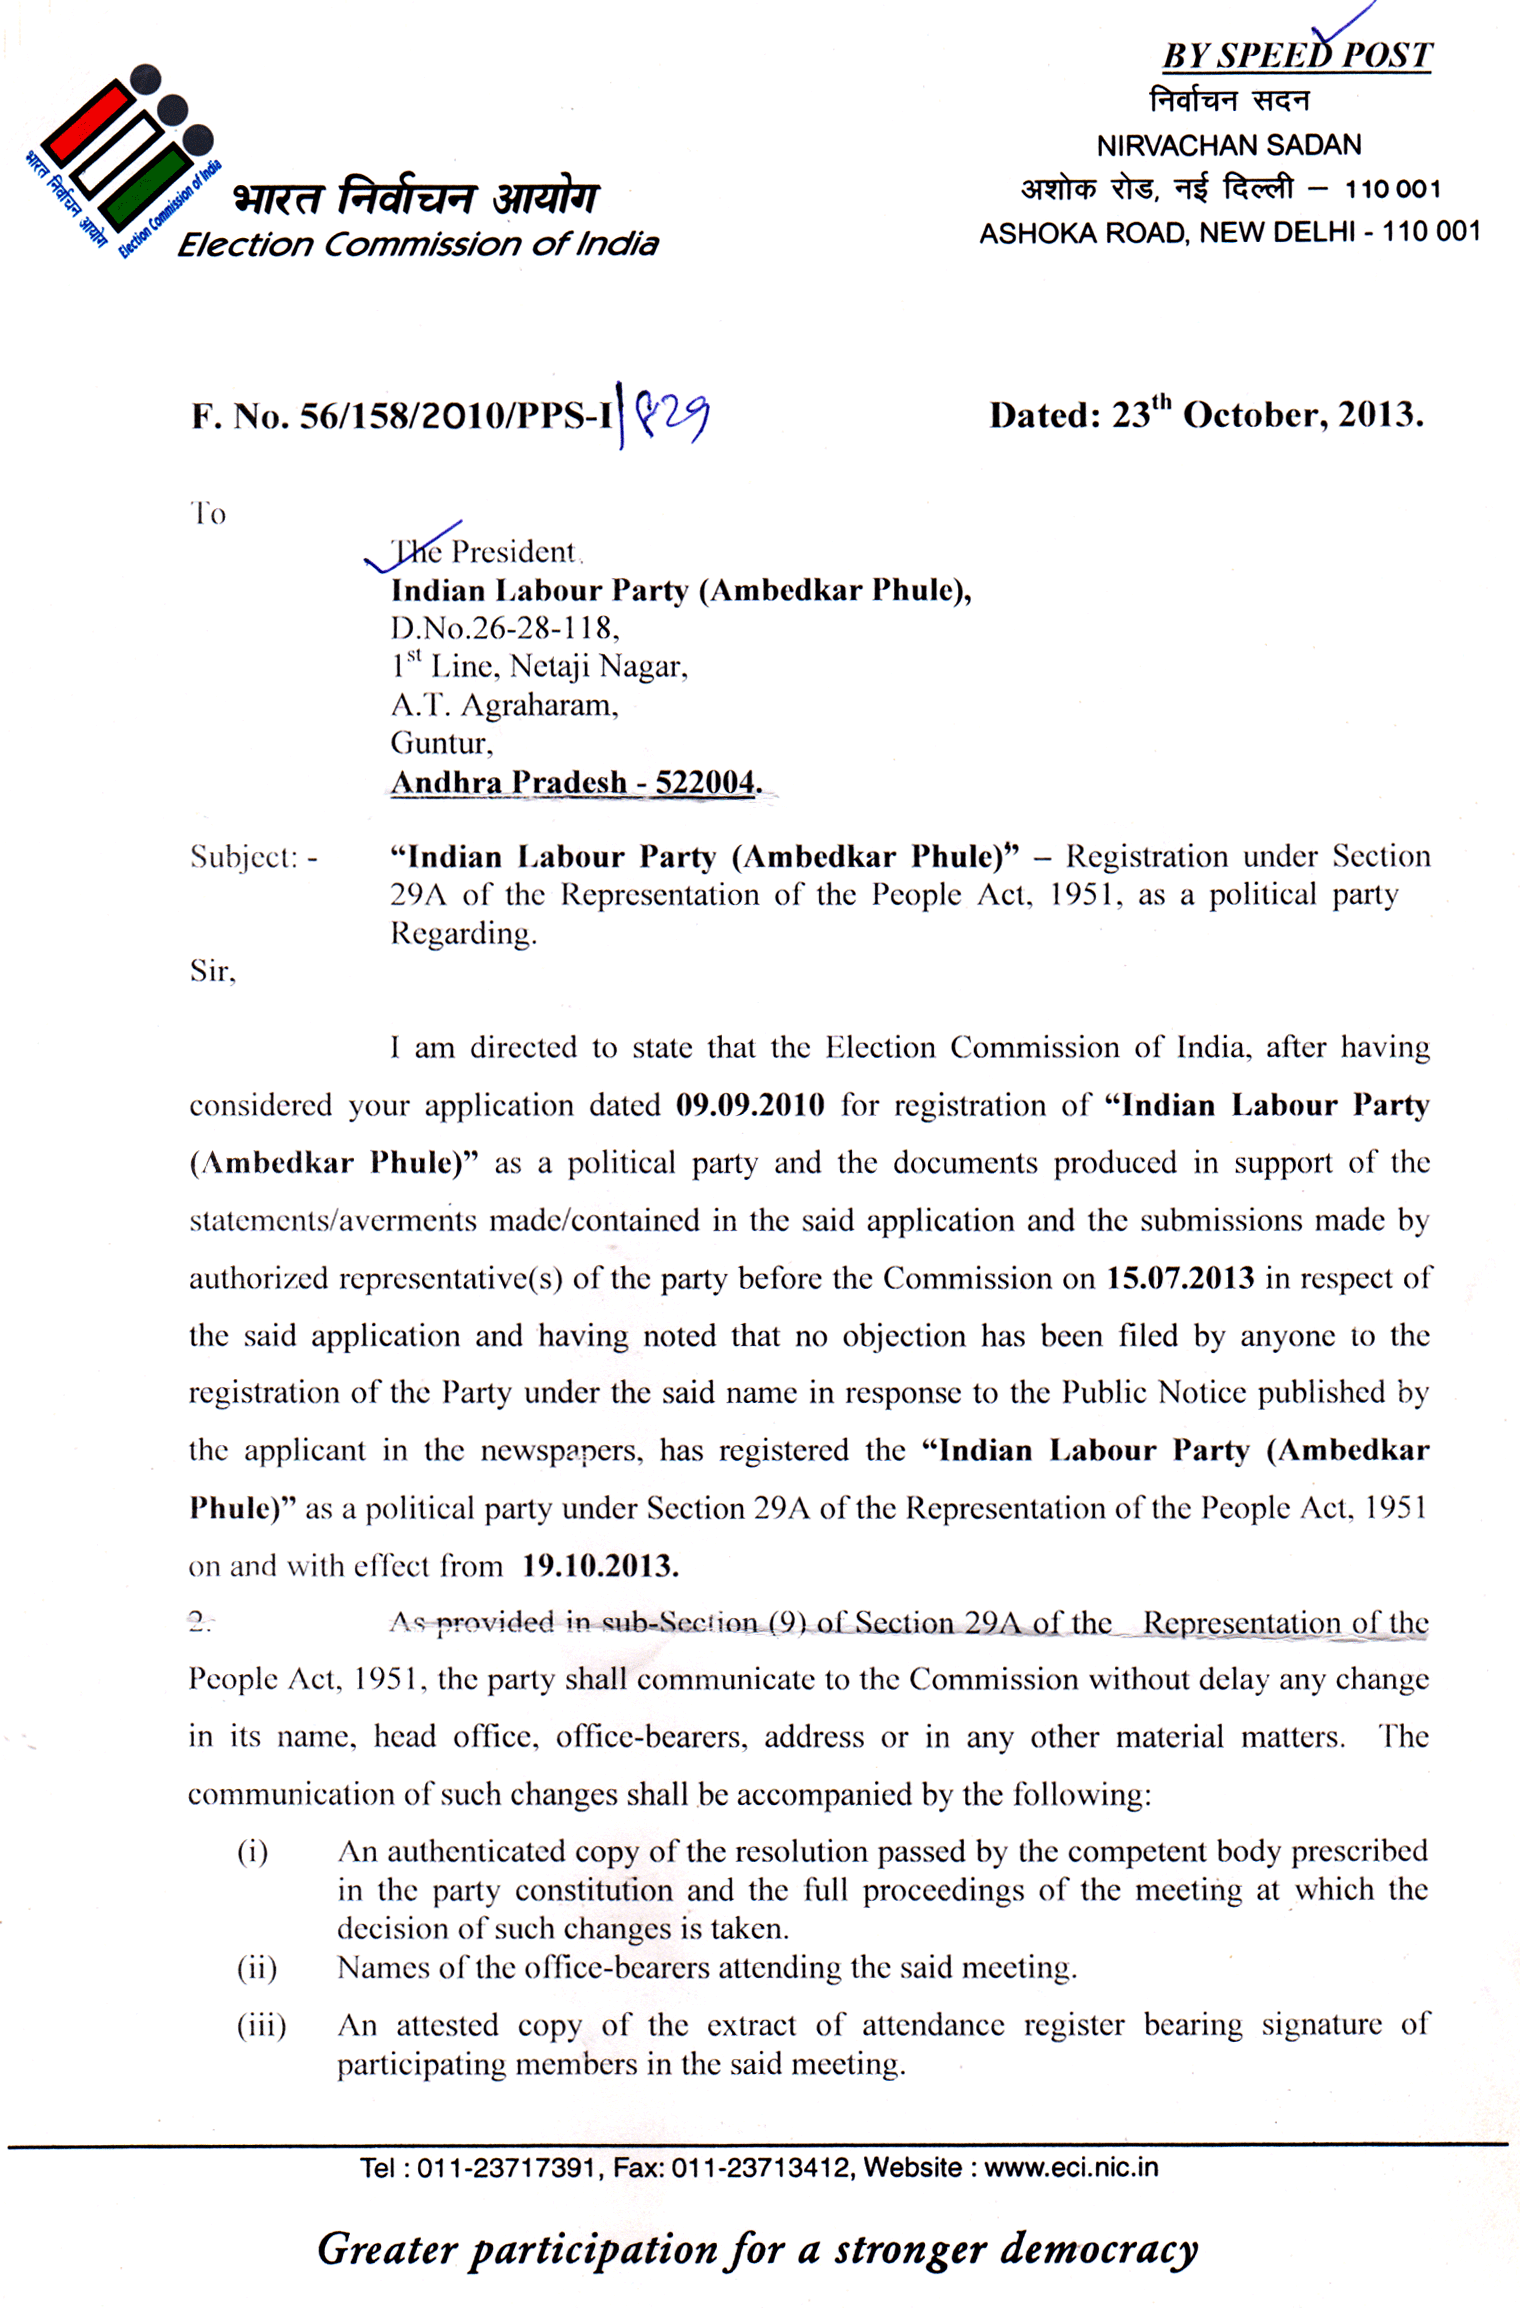 BY SPEED POST
निर्वाचन सदन
NIRVACHAN SADAN
अशोक रोड, नई दिल्ली – 110 001
ASHOKA ROAD, NEW DELHI - 110 001
भारत निर्वाचन आयोग
Election Commission of India
भारत निर्वाचन आयोग
Election Commission of India
F. No. 56/158/2010/PPS-I/829
Dated: 23th October, 2013.
To
The President.
Indian Labour Party (Ambedkar Phule),
D.No.26-28-118,
1st Line, Netaji Nagar,
A.T. Agraharam,
Guntur,
Andhra Pradesh - 522004.
Subject: - “Indian Labour Party (Ambedkar Phule)” – Registration under Section
29A of the Representation of the People Act, 1951, as a political party
Regarding.
Sir,
I am directed to state that the Election Commission of India, after having
considered your application dated 09.09.2010 for registration of “Indian Labour Party
(Ambedkar Phule)” as a political party and the documents produced in support of the
statements/averments made/contained in the said application and the submissions made by
authorized representative(s) of the party before the Commission on 15.07.2013 in respect of
the said application and having noted that no objection has been filed by anyone to the
registration of the Party under the said name in response to the Public Notice published by
the applicant in the newspapers, has registered the “Indian Labour Party (Ambedkar
Phule)” as a political party under Section 29A of the Representation of the People Act, 1951
on and with effect from 19.10.2013.
2. As provided in sub-Section (9) of Section 29A of the Representation of the
People Act, 1951, the party shall communicate to the Commission without delay any change
in its name, head office, office-bearers, address or in any other material matters. The
communication of such changes shall be accompanied by the following:
(i) An authenticated copy of the resolution passed by the competent body prescribed
in the party constitution and the full proceedings of the meeting at which the
decision of such changes is taken.
(ii) Names of the office-bearers attending the said meeting.
(iii) An attested copy of the extract of attendance register bearing signature of
participating members in the said meeting.
Tel : 011-23717391, Fax: 011-23713412, Website : www.eci.nic.in
Greater participation for a stronger democracy